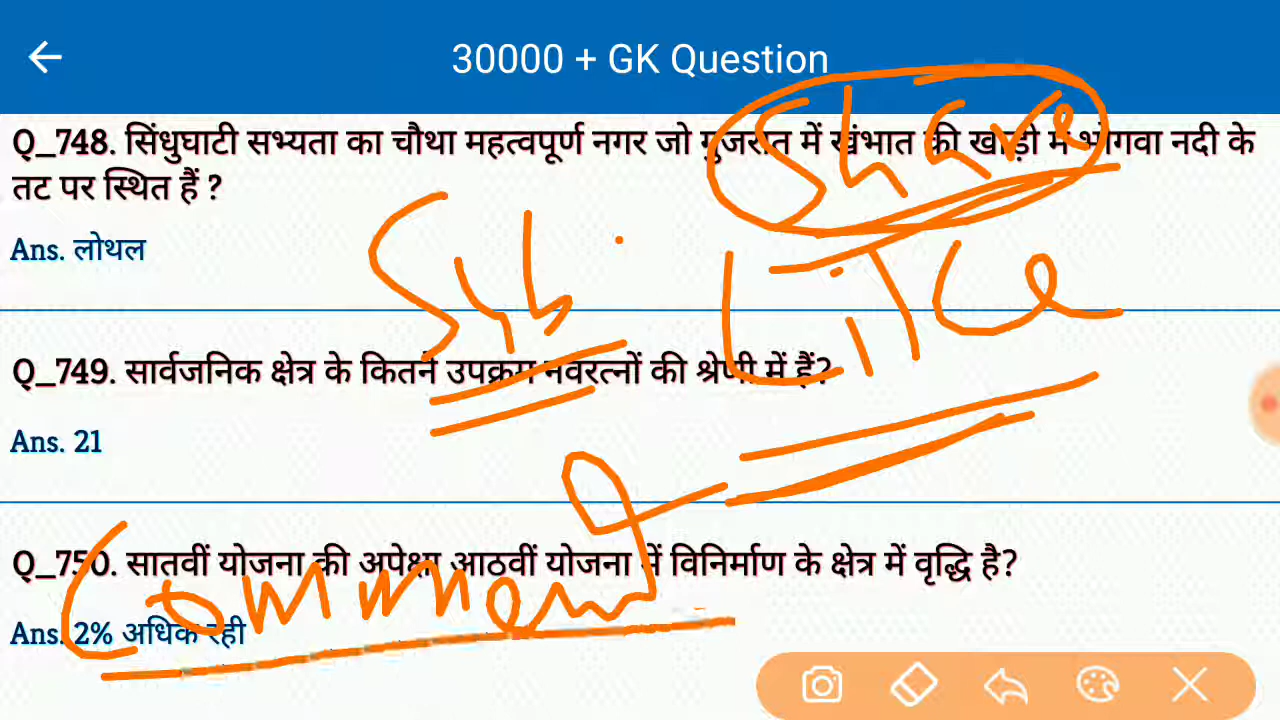 30000 + GK Question
Q_748. सिंधुघाटी सभ्यता का चौथा महत्वपूर्ण नगर जो गुजरात में खंभात की खाड़ी में भोगवा नदी के
तट पर स्थित हैं ?
Share
Ans. लोथल
Sub
Like
Q_749. सार्वजनिक क्षेत्र के कितने उपक्रम नवरत्नों की श्रेणी में हैं?
Ans. 21
Q_750. सातवीं योजना की अपेक्षा आठवीं योजना में विनिर्माण के क्षेत्र में वृद्धि है?
Comment
Ans. 2% अधिक रही